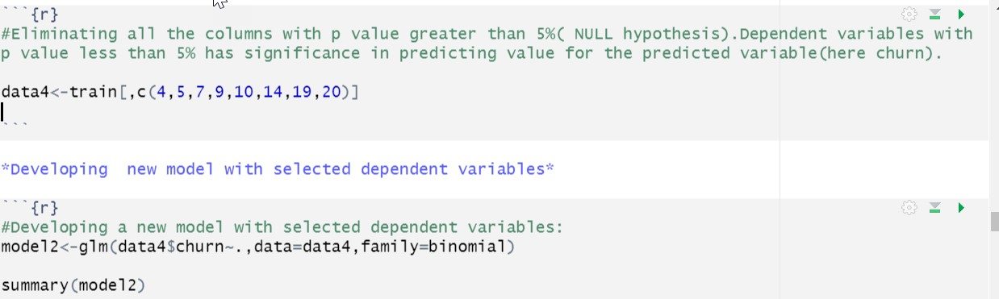 ```{r}
#Eliminating all the columns with p value greater than 5%( NULL hypothesis).Dependent variables with
p value less than 5% has significance in predicting value for the predicted variable(here churn).
data4<-train[,c(4,5,7,9,10,14,19,20)]
```
*Developing  new model with selected dependent variables*
```{r}
#Developing a new model with selected dependent variables:
model2<-glm(data4$churn~.,data=data4,family=binomial)
summary(model2)